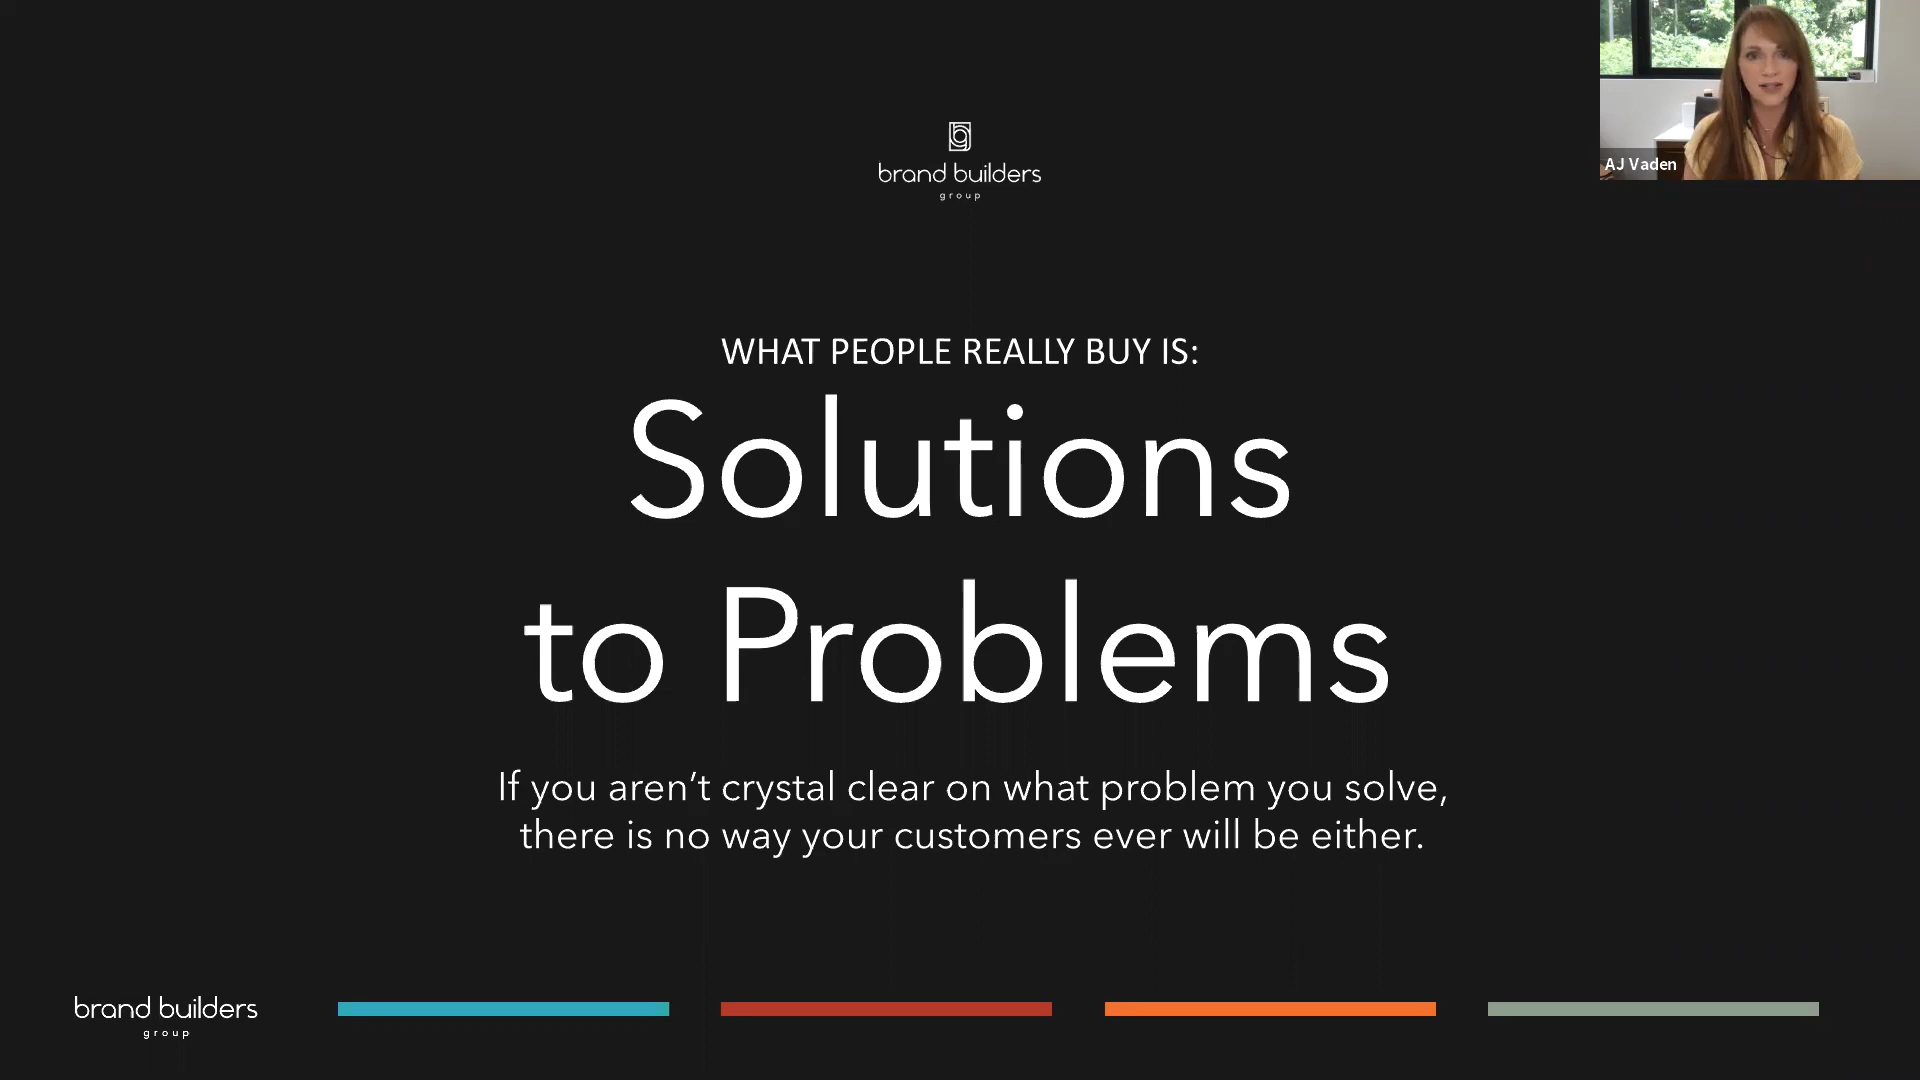 AJ Vaden
brand builders
group
WHAT PEOPLE REALLY BUY IS:
Solutions
to Problems
If you aren’t crystal clear on what problem you solve,
there is no way your customers ever will be either.
brand builders
group